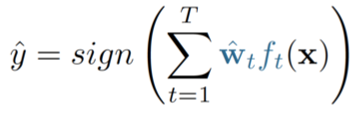 ŷ = sign ( ∑_{t=1}^{T} ŵ_t f_t(x) )